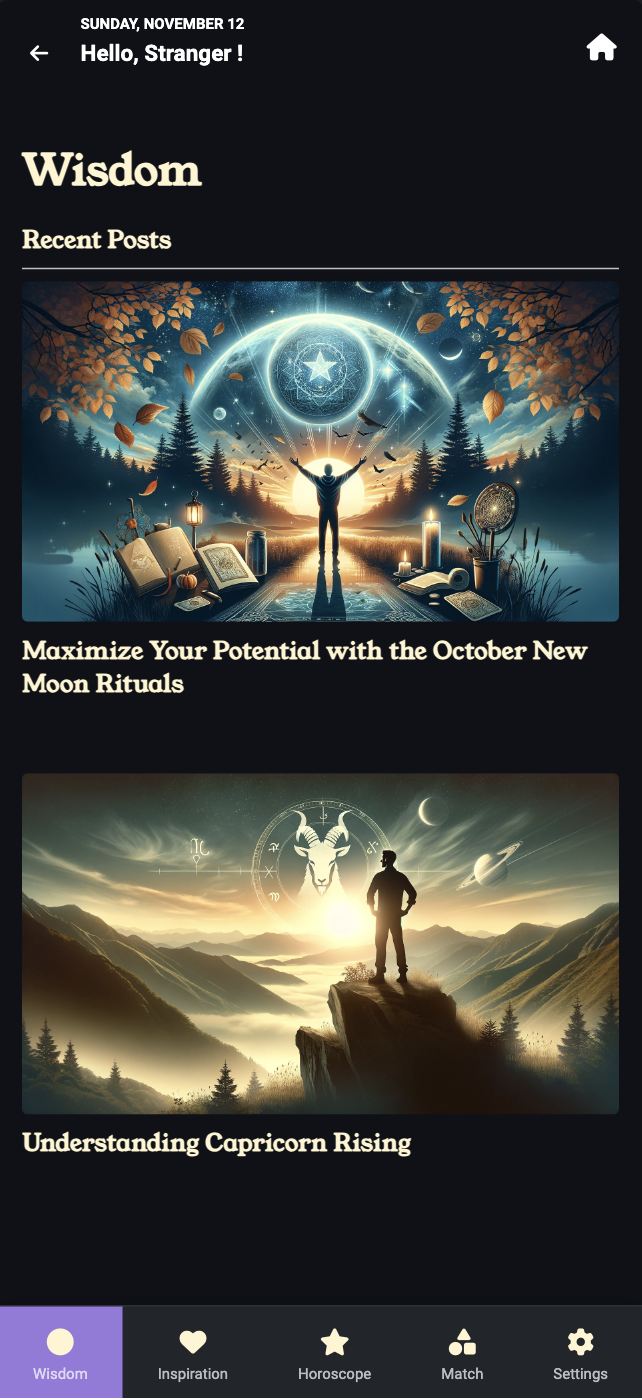 SUNDAY, NOVEMBER 12
Hello, Stranger !
Wisdom
Recent Posts
Maximize Your Potential with the October New
Moon Rituals
Understanding Capricorn Rising
Wisdom
Inspiration
Horoscope
Match
Settings